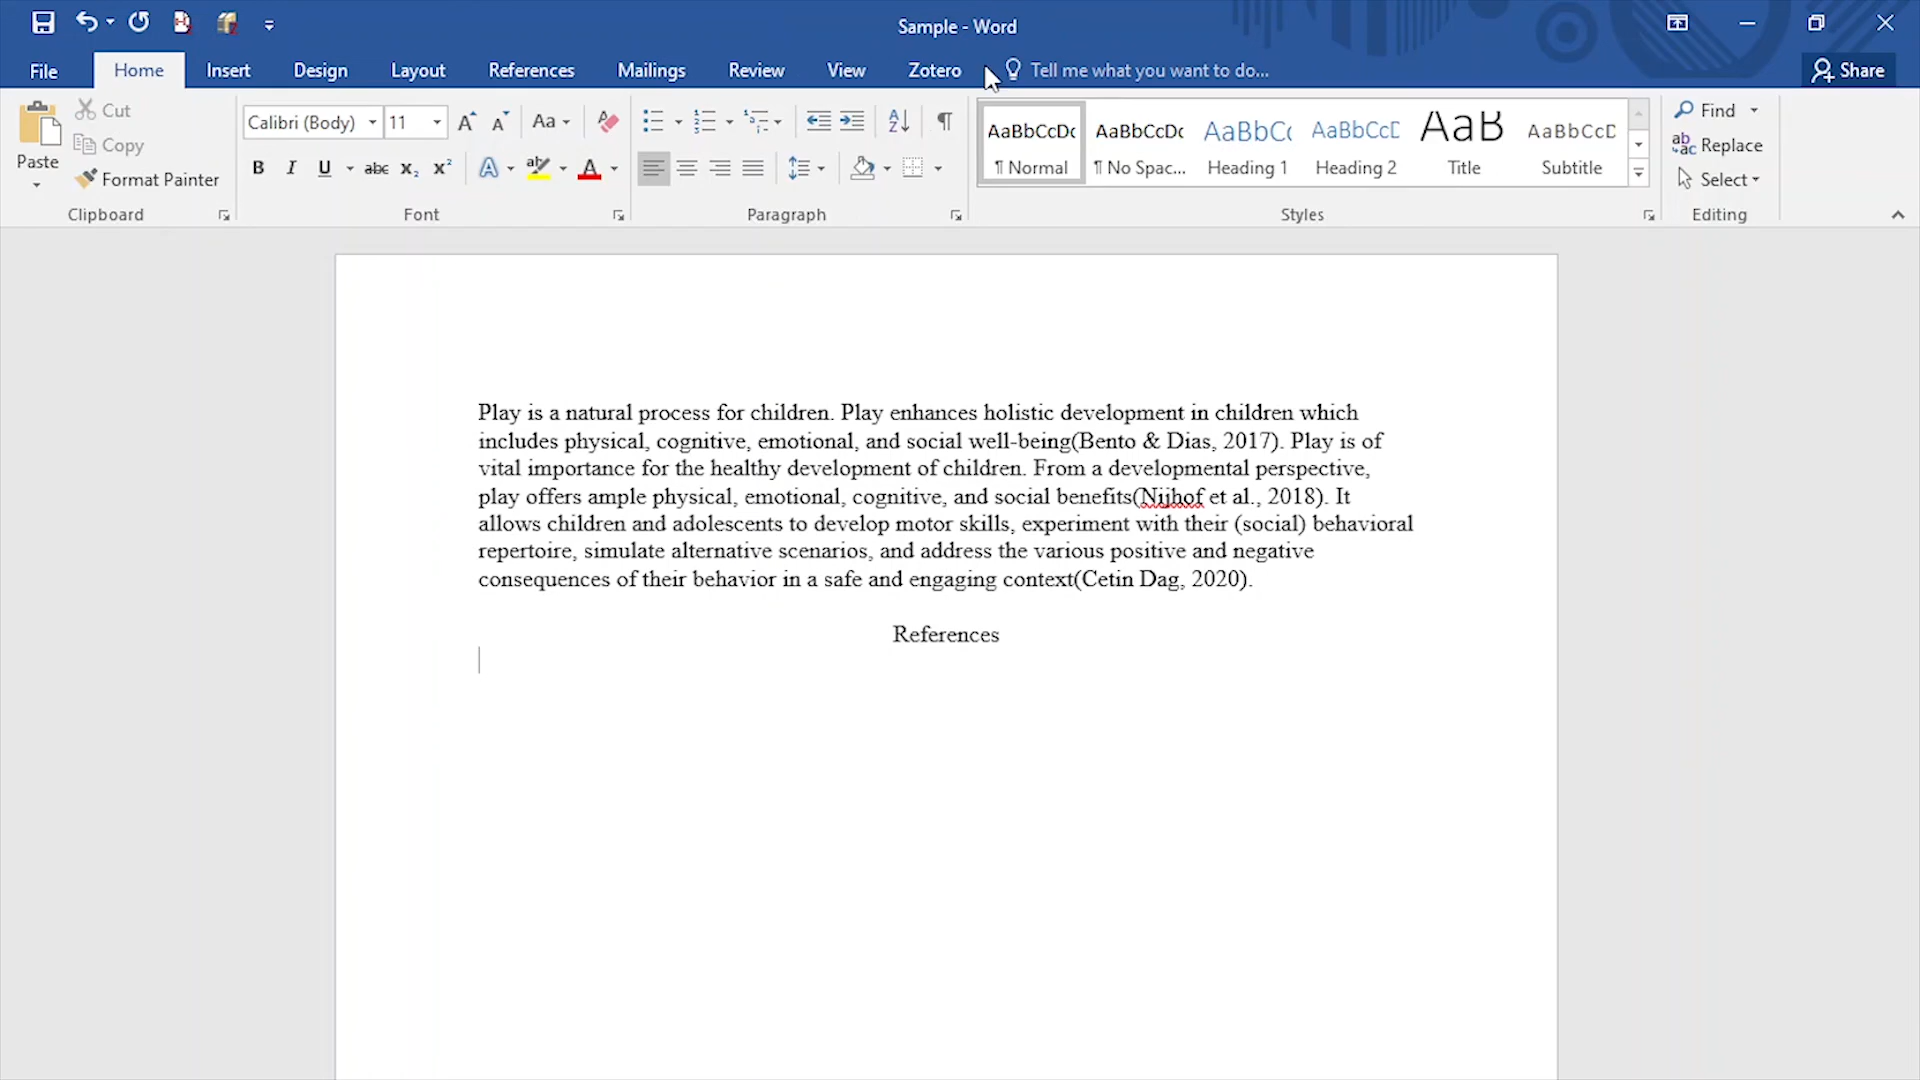 Sample - Word
File Home Insert Design Layout References Mailings Review View Zotero Tell me what you want to do... Share
Paste
Cut
Copy
Format Painter
Clipboard
Calibri (Body) 11 Aa
B I U abc X₂ X² A A
Font
Paragraph
AaBbCcDc AaBbCcDc AaBbCc AaBbCcD AaB AaBbCcD
¶ Normal ¶ No Spac... Heading 1 Heading 2 Title Subtitle
Styles
Find
Replace
Select
Editing
Play is a natural process for children. Play enhances holistic development in children which
includes physical, cognitive, emotional, and social well-being(Bento & Dias, 2017). Play is of
vital importance for the healthy development of children. From a developmental perspective,
play offers ample physical, emotional, cognitive, and social benefits(Nijhof et al., 2018). It
allows children and adolescents to develop motor skills, experiment with their (social) behavioral
repertoire, simulate alternative scenarios, and address the various positive and negative
consequences of their behavior in a safe and engaging context(Cetin Dag, 2020).
References